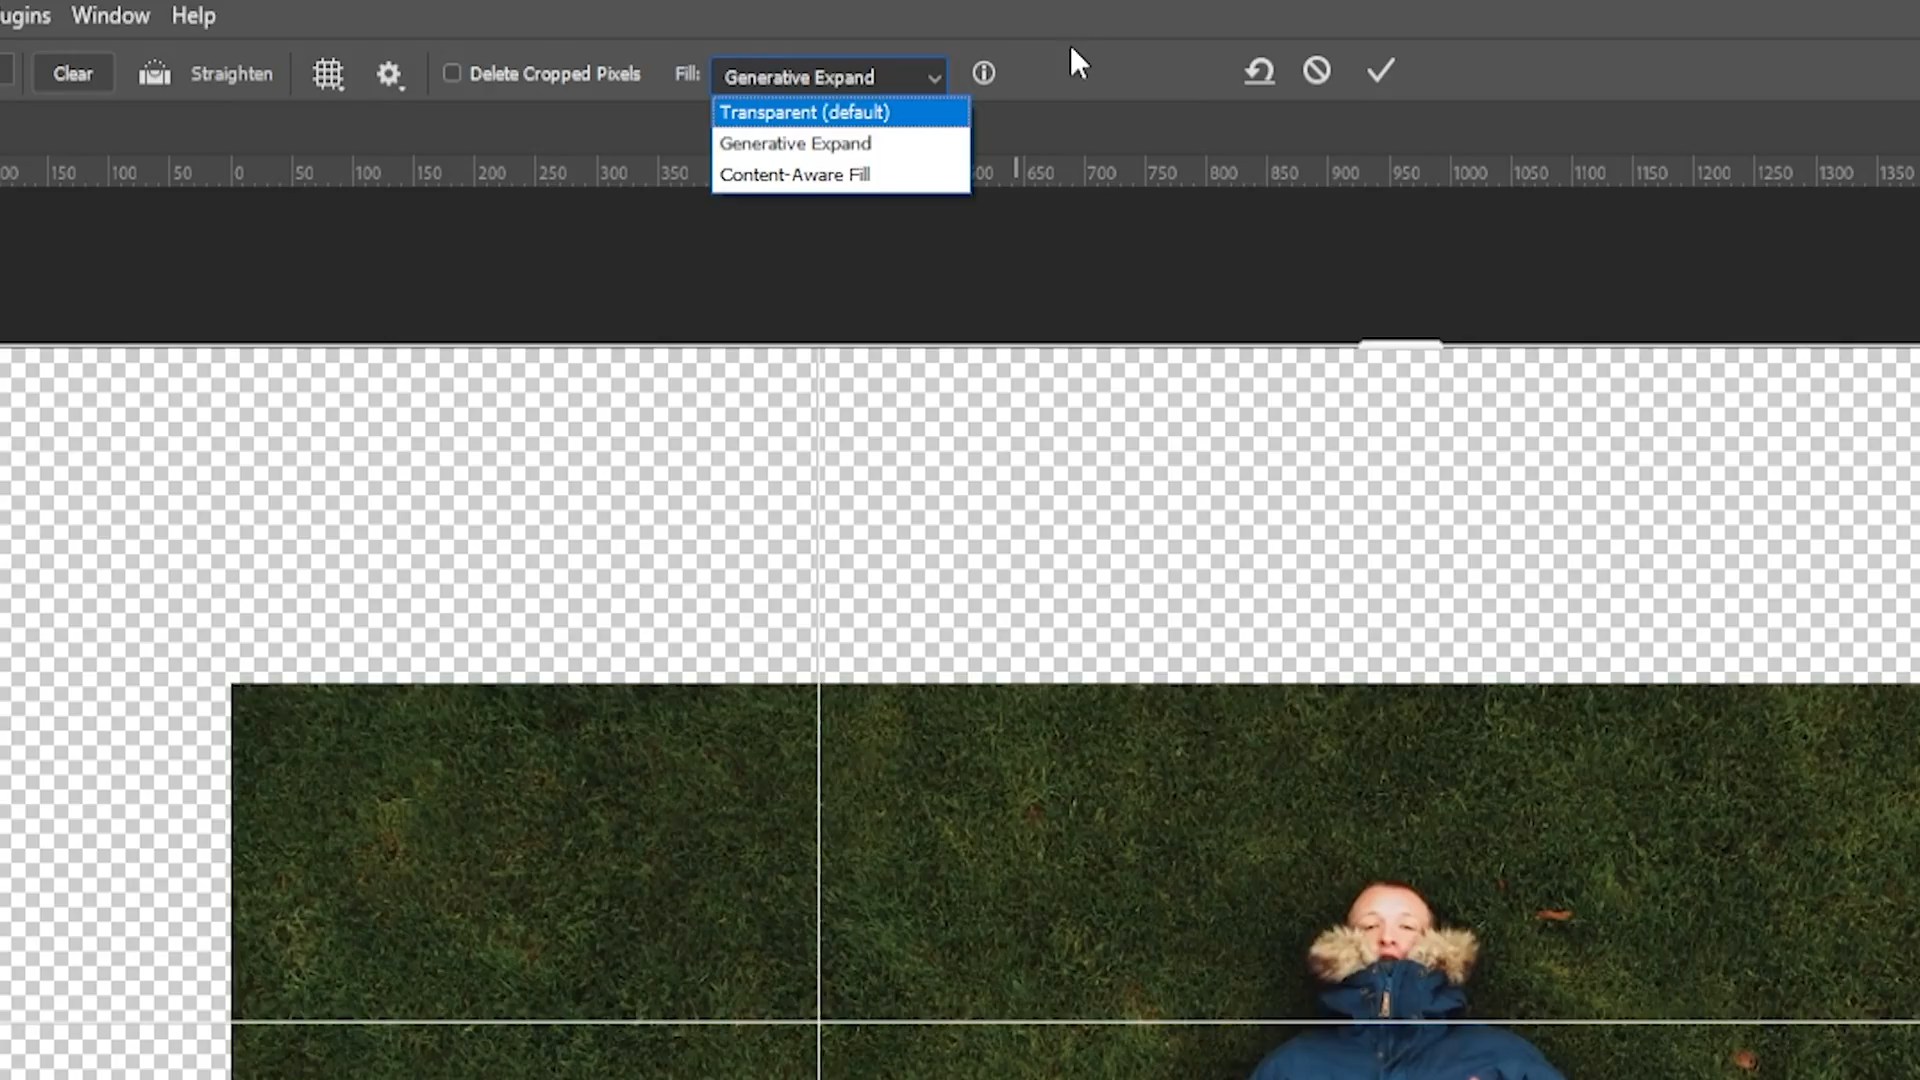 ugins Window Help
Clear Straighten Delete Cropped Pixels Fill: Generative Expand
Transparent (default)
Generative Expand
Content-Aware Fill
00 150 100 50 0 50 100 150 200 250 300 350 00 650 700 750 800 850 900 950 1000 1050 1100 1150 1200 1250 1300 1350